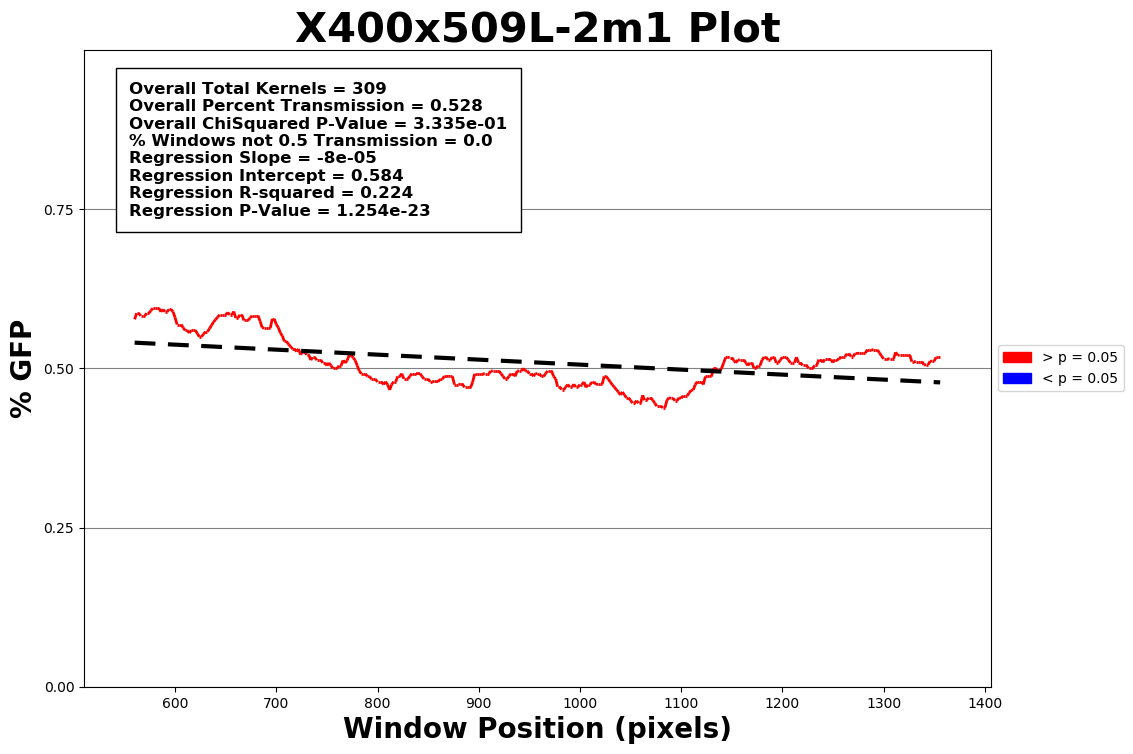 X400x509L-2m1 Plot
Overall Total Kernels = 309
Overall Percent Transmission = 0.528
Overall ChiSquared P-Value = 3.335e-01
% Windows not 0.5 Transmission = 0.0
Regression Slope = -8e-05
Regression Intercept = 0.584
Regression R-squared = 0.224
Regression P-Value = 1.254e-23
% GFP
0.75
0.50
0.25
0.00
600 700 800 900 1000 1100 1200 1300 1400
Window Position (pixels)
> p = 0.05
< p = 0.05